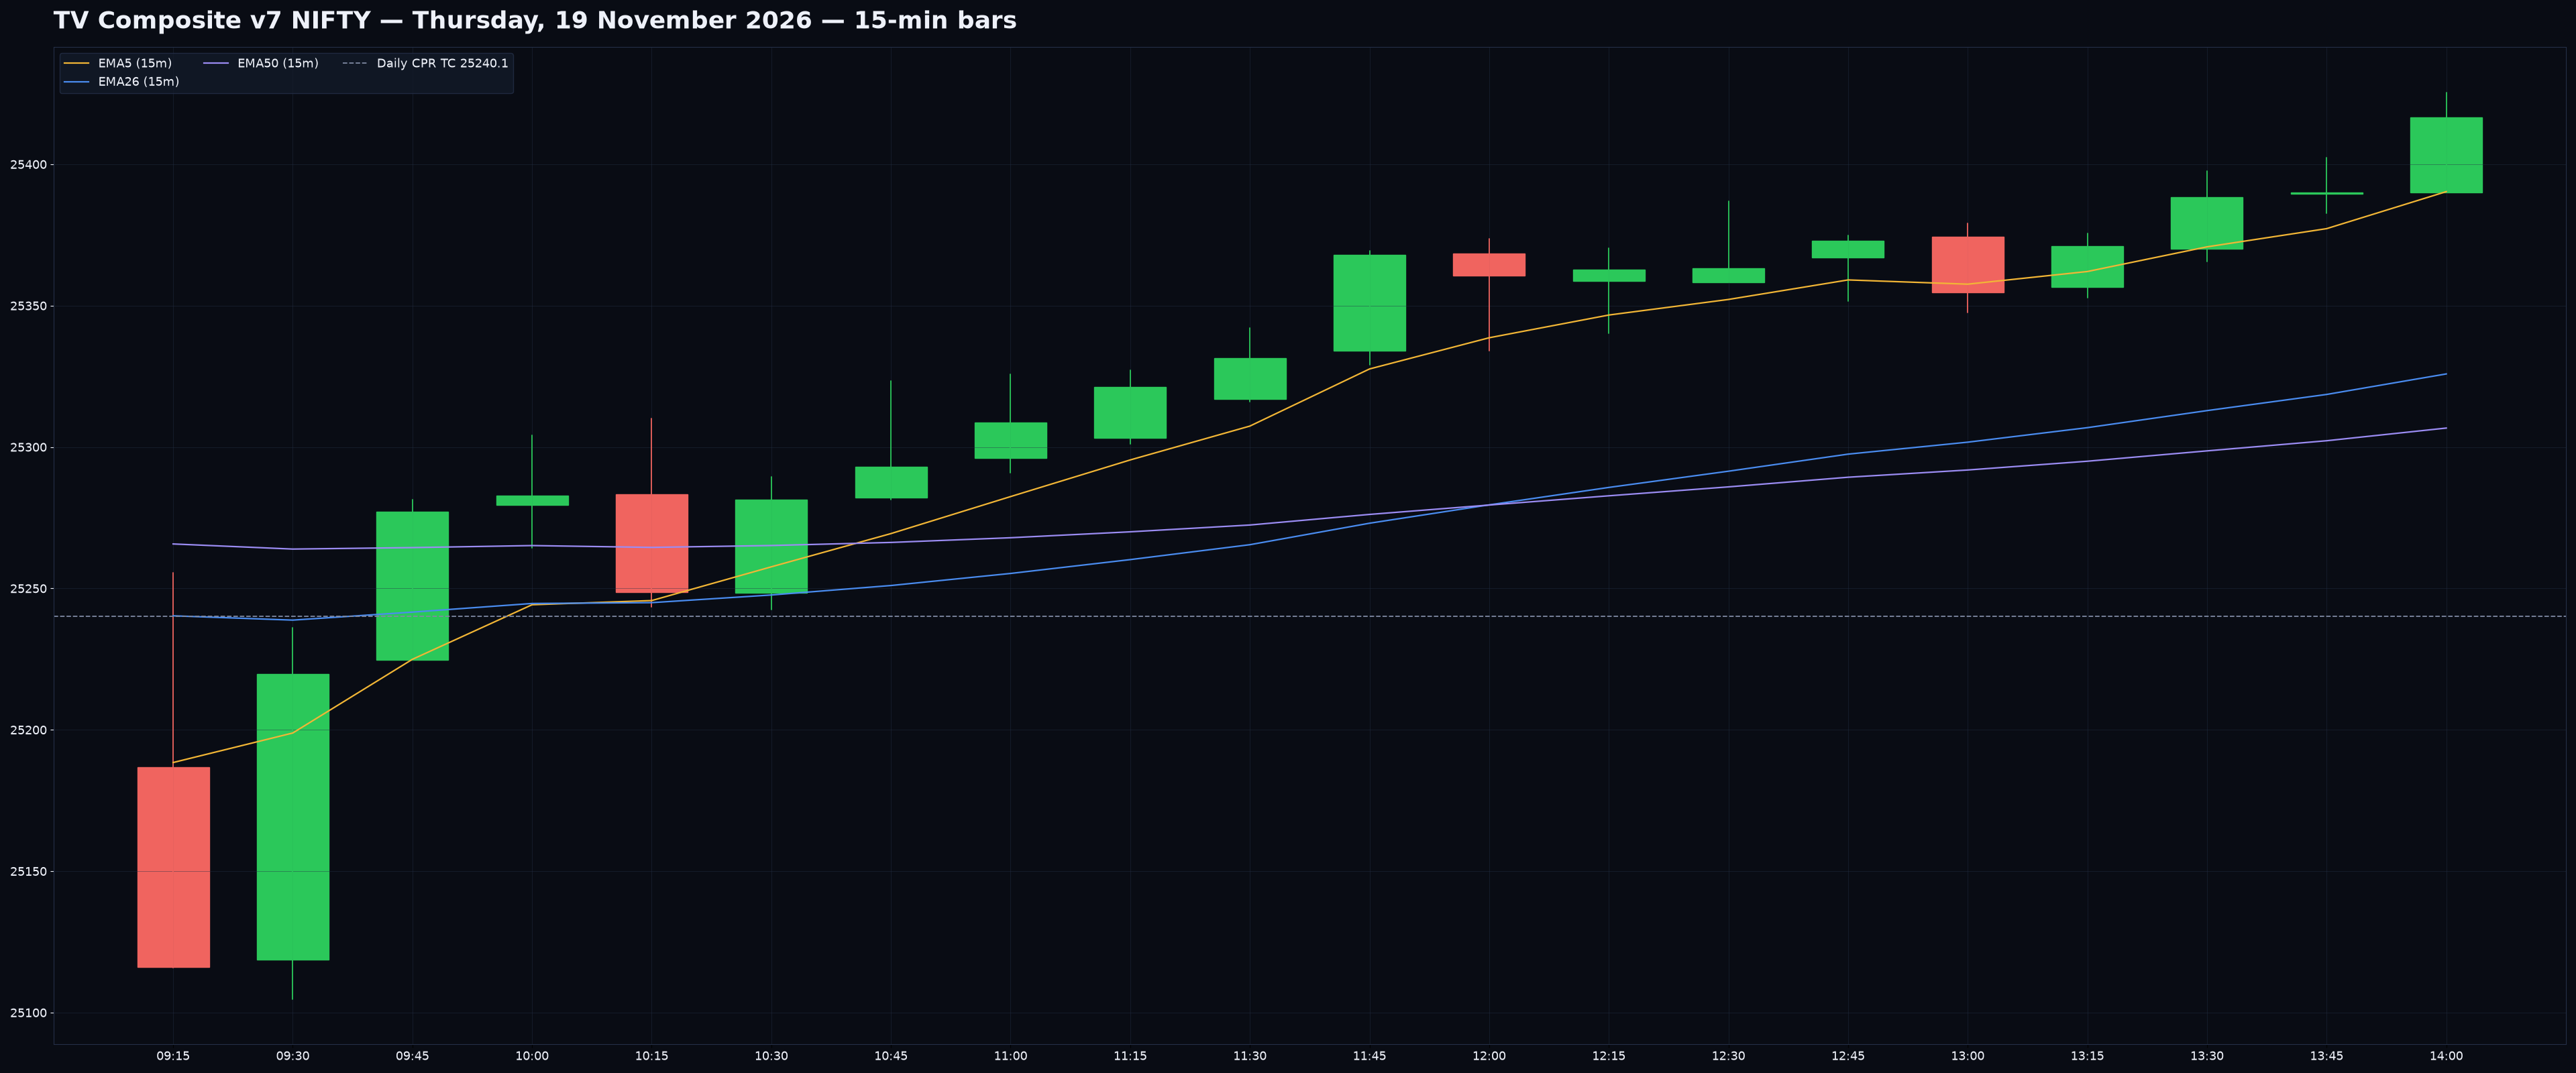 TV Composite v7 NIFTY — Thursday, 19 November 2026 — 15-min bars
EMA5 (15m) EMA50 (15m) Daily CPR TC 25240.1
EMA26 (15m)
25400
25350
25300
25250
25200
25150
25100
09:15 09:30 09:45 10:00 10:15 10:30 10:45 11:00 11:15 11:30 11:45 12:00 12:15 12:30 12:45 13:00 13:15 13:30 13:45 14:00